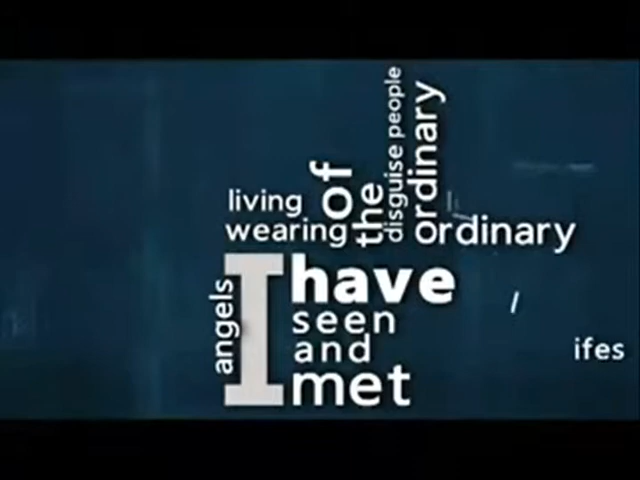 I have
seen
and
met
angels
wearing
the
disguise
of
ordinary
people
living
ordinary
l
ifes